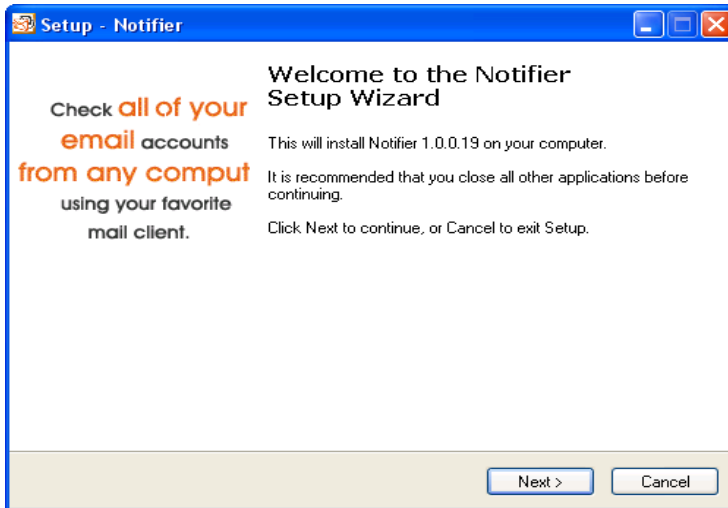 Setup - Notifier
Check all of your
email accounts
from any comput
using your favorite
mail client.
Welcome to the Notifier
Setup Wizard
This will install Notifier 1.0.0.19 on your computer.
It is recommended that you close all other applications before
continuing.
Click Next to continue, or Cancel to exit Setup.
Next >
Cancel